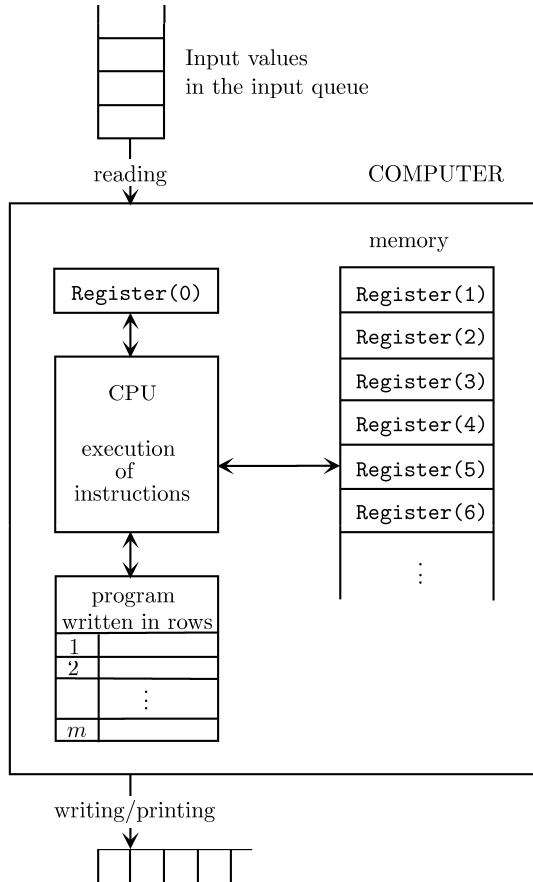 Input values
in the input queue
reading
COMPUTER
memory
Register(0)
Register(1)
Register(2)
Register(3)
Register(4)
Register(5)
Register(6)
⋮
CPU
execution
of
instructions
program
written in rows
1
2
⋮
m
writing/printing